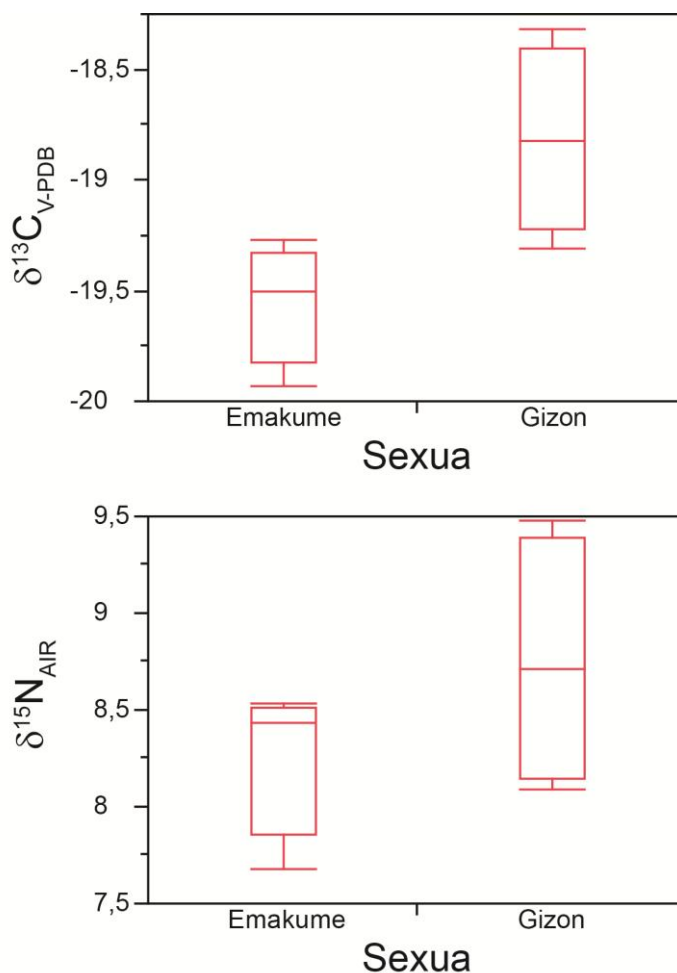 -18,5
-19
-19,5
-20
δ13CV-PDB
Emakume Gizon
Sexua
9,5
9
8,5
8
7,5
δ15NAIR
Emakume Gizon
Sexua